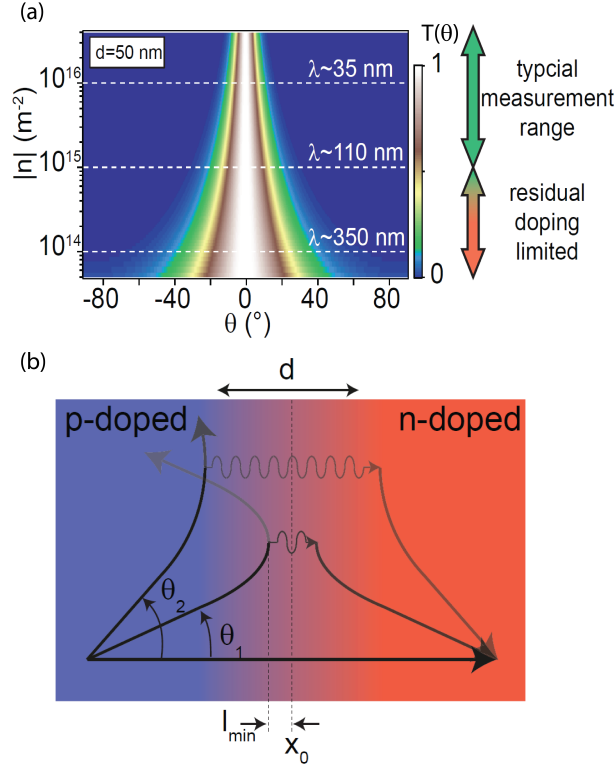 (a)
d=50 nm
T(θ)
1
0
10¹⁶
10¹⁵
10¹⁴
|n| (m⁻²)
λ~35 nm
λ~110 nm
λ~350 nm
-80
-40
0
40
80
θ (°)
typcial
measurement
range
residual
doping
limited
(b)
d
p-doped
n-doped
θ₂
θ₁
l_min
x₀